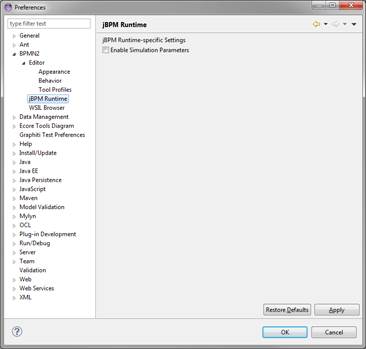 Preferences
type filter text
General
Ant
BPMN2
Editor
Appearance
Behavior
Tool Profiles
jBPM Runtime
WSIL Browser
Data Management
Ecore Tools Diagram
Graphiti Test Preferences
Help
Install/Update
Java
Java EE
Java Persistence
JavaScript
Maven
Model Validation
Mylyn
OCL
Plug-in Development
Run/Debug
Server
Team
Validation
Web
Web Services
XML
jBPM Runtime
jBPM Runtime-specific Settings
Enable Simulation Parameters
Restore Defaults Apply
OK Cancel